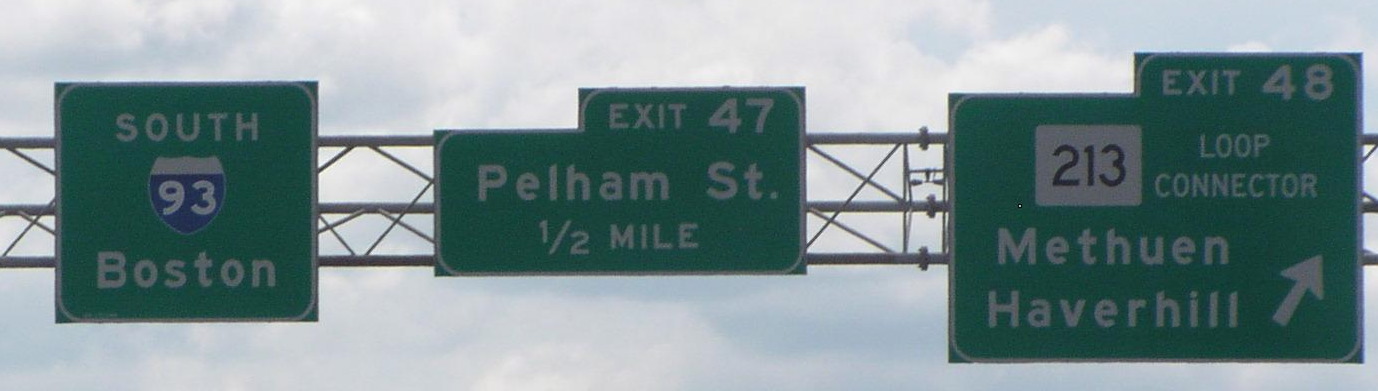 SOUTH
93
Boston
EXIT 47
Pelham St.
1/2 MILE
EXIT 48
213 LOOP
CONNECTOR
Methuen
Haverhill